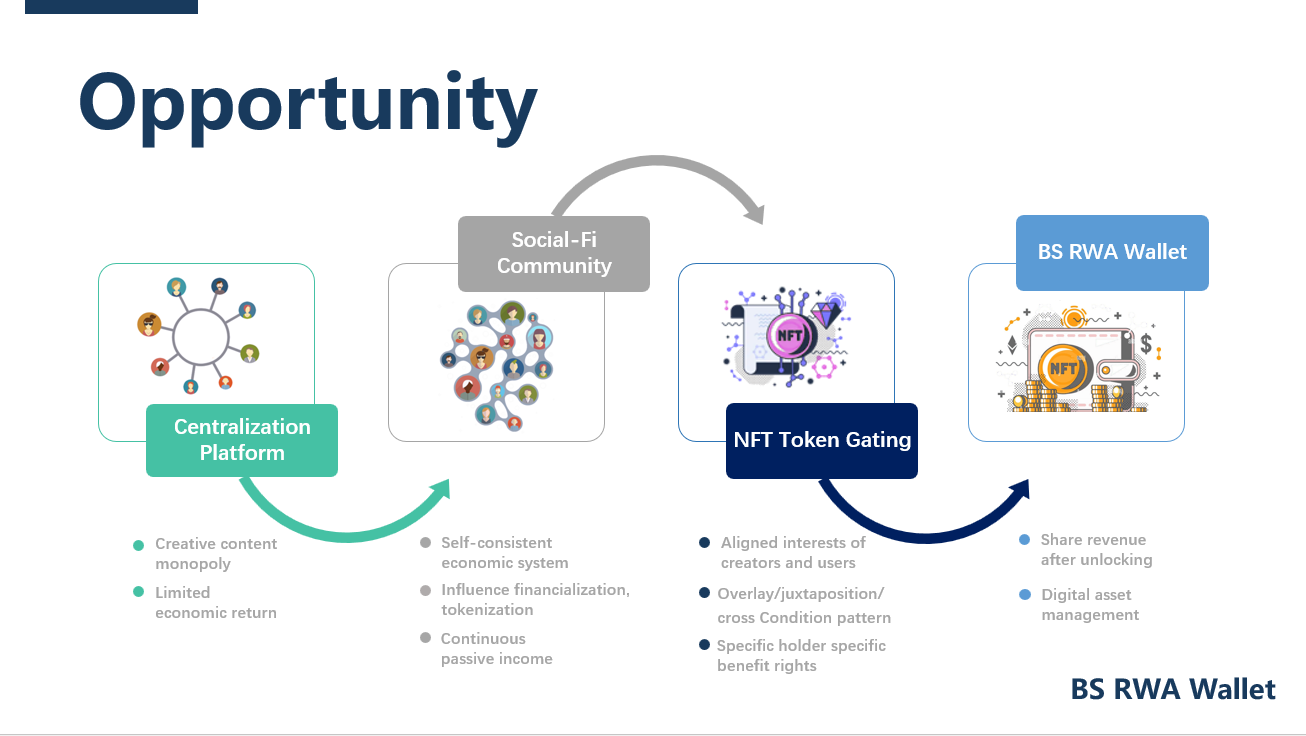 Opportunity
Social-Fi
Community
BS RWA Wallet
NFT
NFT
$
Centralization
Platform
NFT Token Gating
Creative content
monopoly
Limited
economic return
Self-consistent
economic system
Influence financialization,
tokenization
Continuous
passive income
Aligned interests of
creators and users
Overlay/juxtaposition/
cross Condition pattern
Specific holder specific
benefit rights
Share revenue
after unlocking
Digital asset
management
BS RWA Wallet